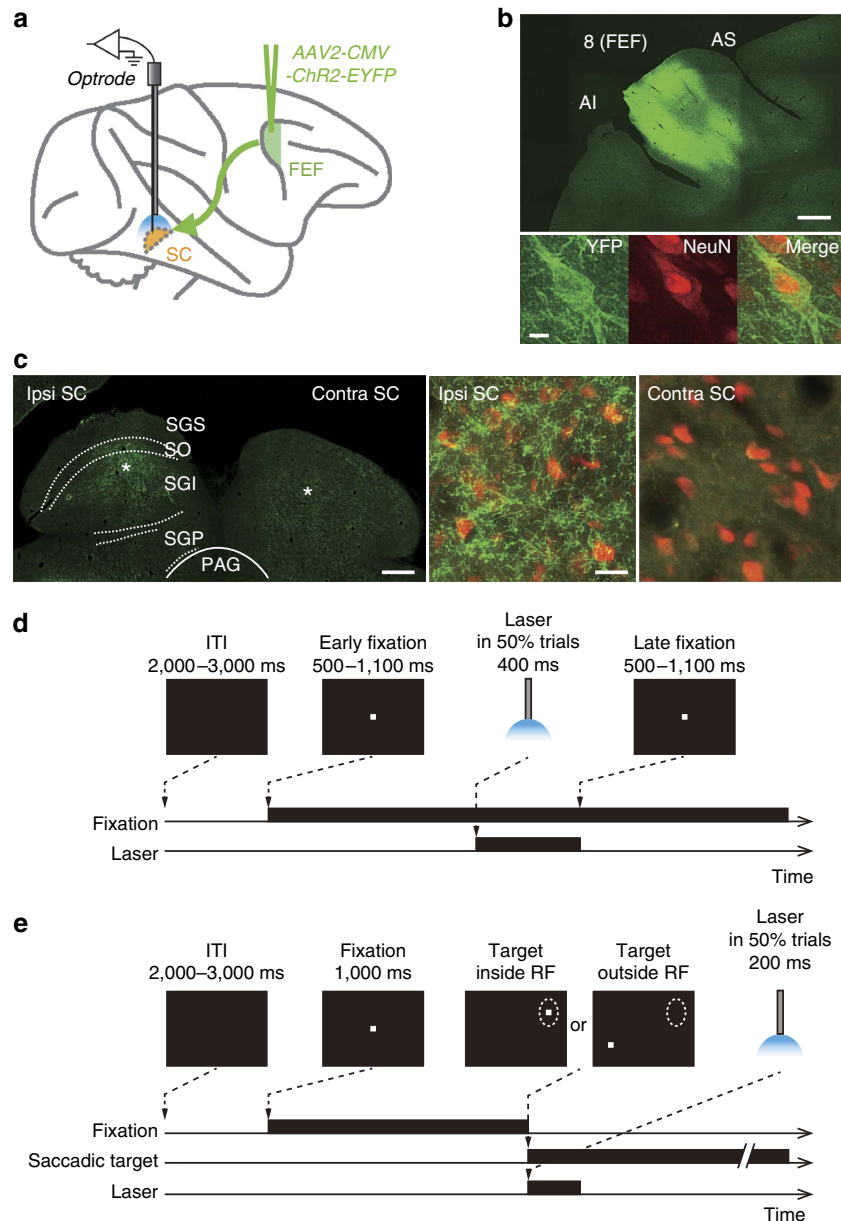 a
AAV2-CMV
-ChR2-EYFP
Optrode
FEF
SC
b
8 (FEF)
AS
AI
YFP
NeuN
Merge
c
Ipsi SC
Contra SC
SGS
SO
SGI
SGP
PAG
Ipsi SC
Contra SC
d
ITI
2,000–3,000 ms
Early fixation
500–1,100 ms
Laser
in 50% trials
400 ms
Late fixation
500–1,100 ms
Fixation
Laser
Time
e
ITI
2,000–3,000 ms
Fixation
1,000 ms
Target
inside RF
or
Target
outside RF
Laser
in 50% trials
200 ms
Fixation
Saccadic target
Laser
Time